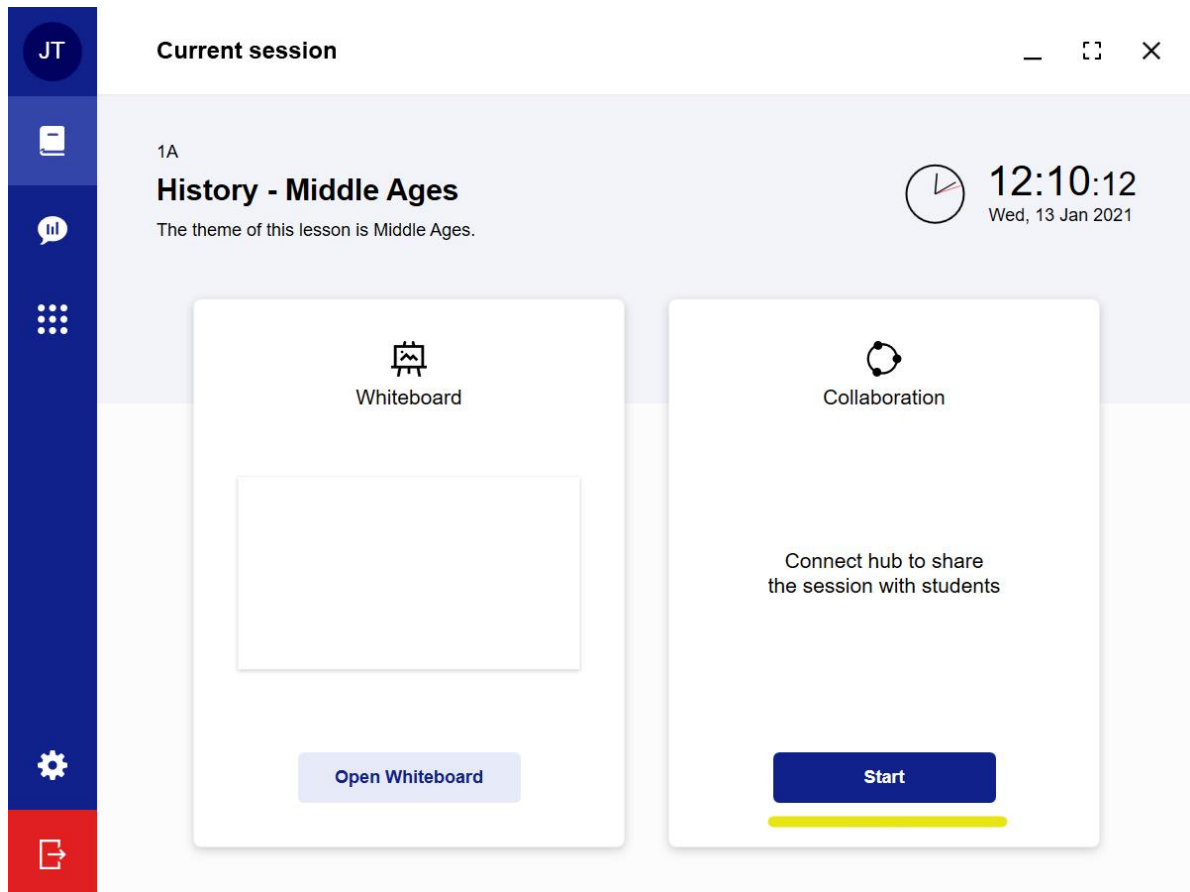 JT
Current session
1A
History - Middle Ages
The theme of this lesson is Middle Ages.
12:10:12
Wed, 13 Jan 2021
Whiteboard
Open Whiteboard
Collaboration
Connect hub to share
the session with students
Start